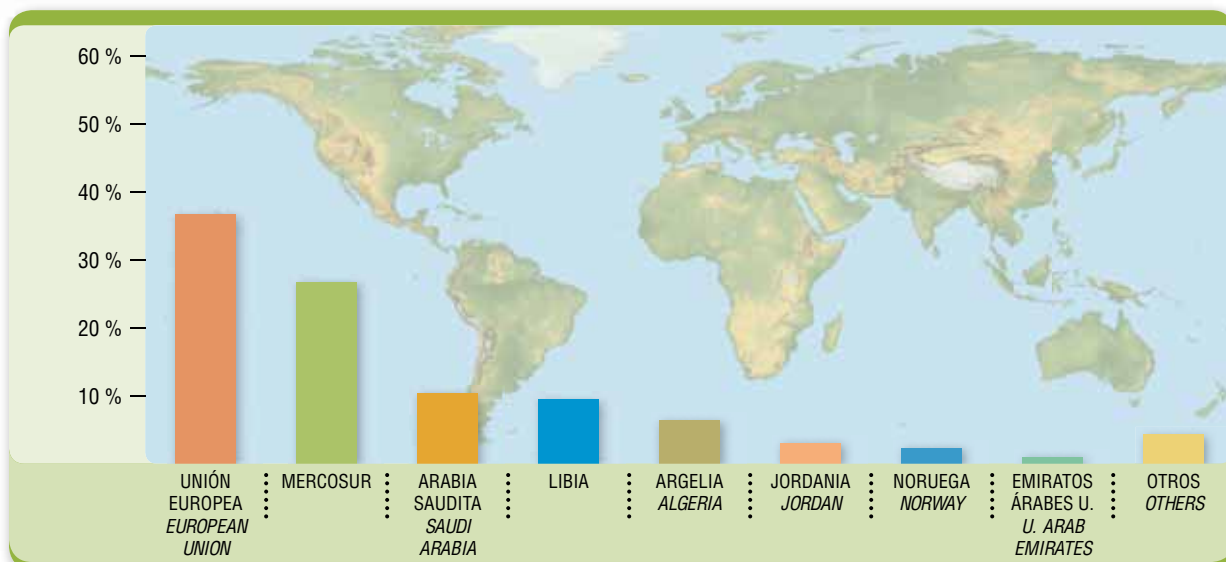 60 %
50 %
40 %
30 %
20 %
10 %
UNIÓN
EUROPEA
EUROPEAN
UNION
MERCOSUR
ARABIA
SAUDITA
SAUDI
ARABIA
LIBIA
ARGELIA
ALGERIA
JORDANIA
JORDAN
NORUEGA
NORWAY
EMIRATOS
ÁRABES U.
U. ARAB
EMIRATES
OTROS
OTHERS